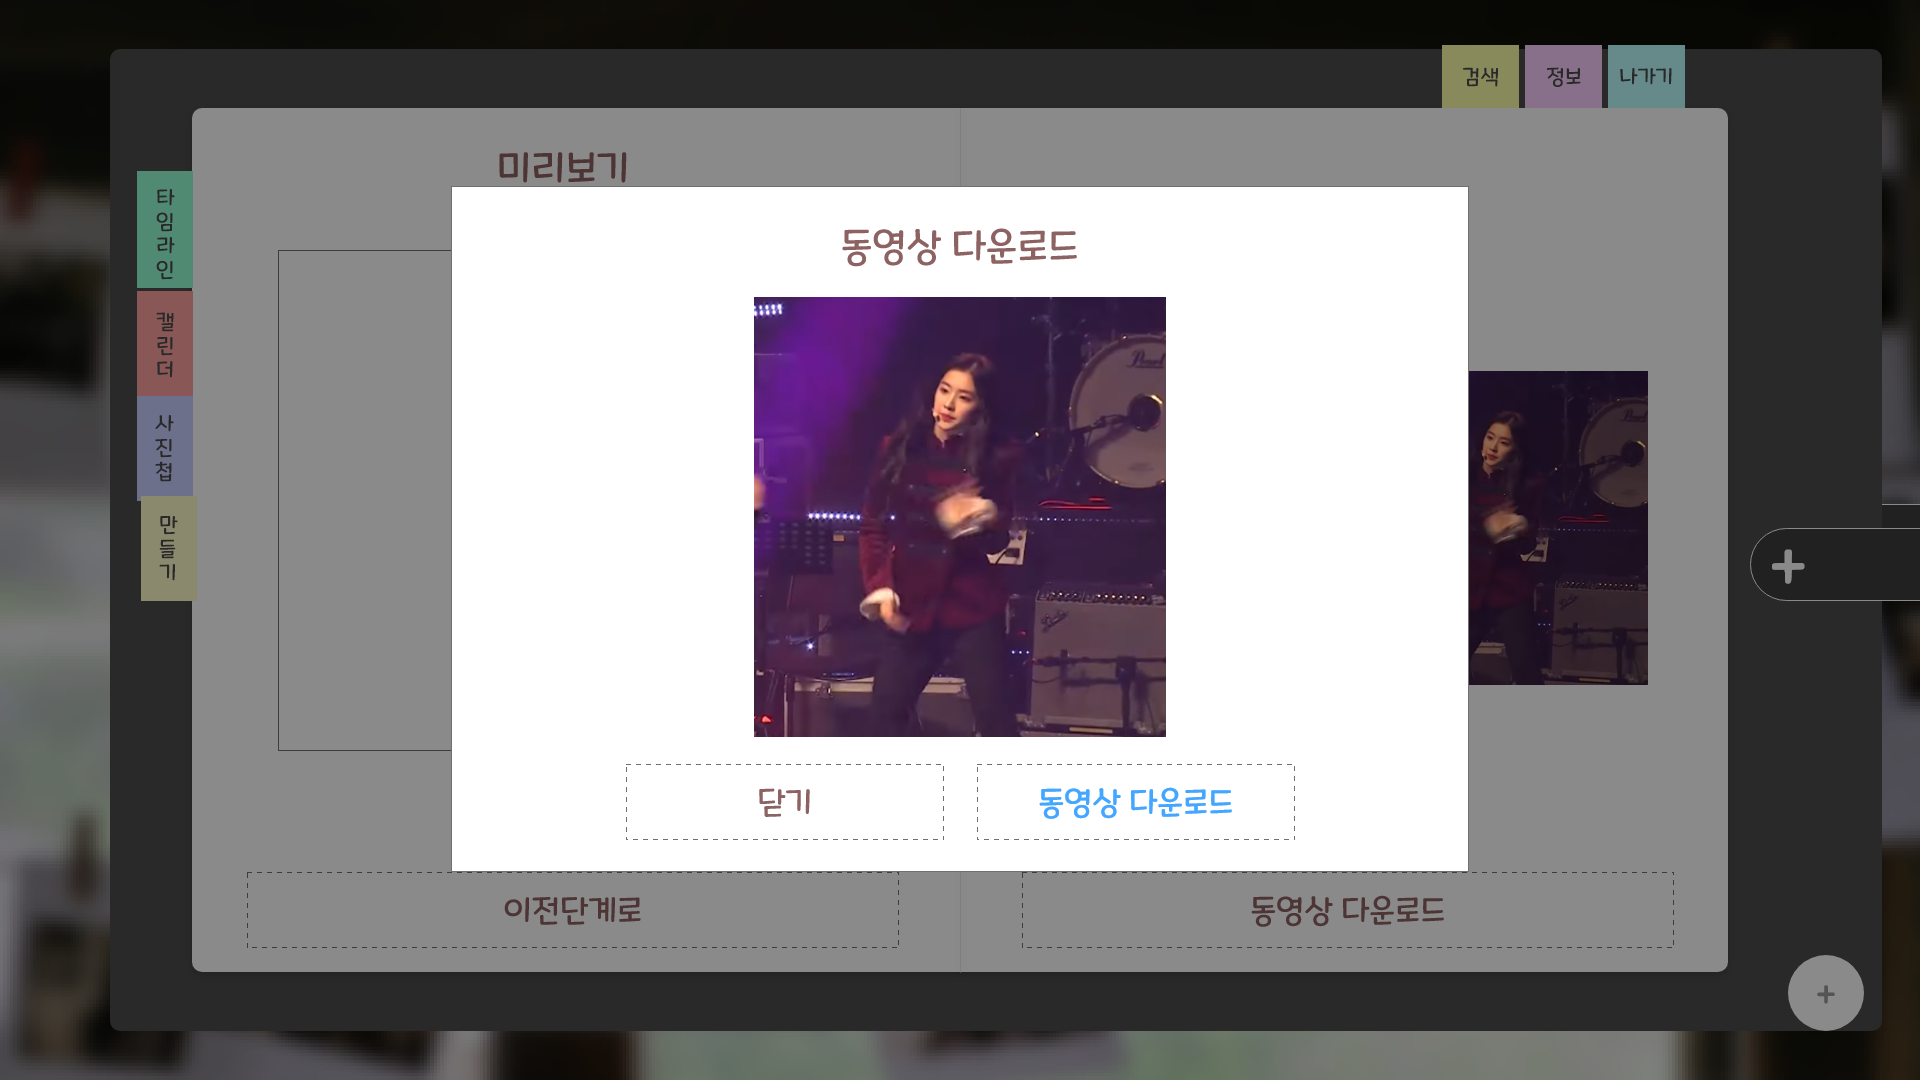 검색
정보
나가기
타임라인
캘린더
사진첩
만들기
미리보기
동영상 다운로드
Pearl
Pearl
닫기
동영상 다운로드
이전단계로
동영상 다운로드